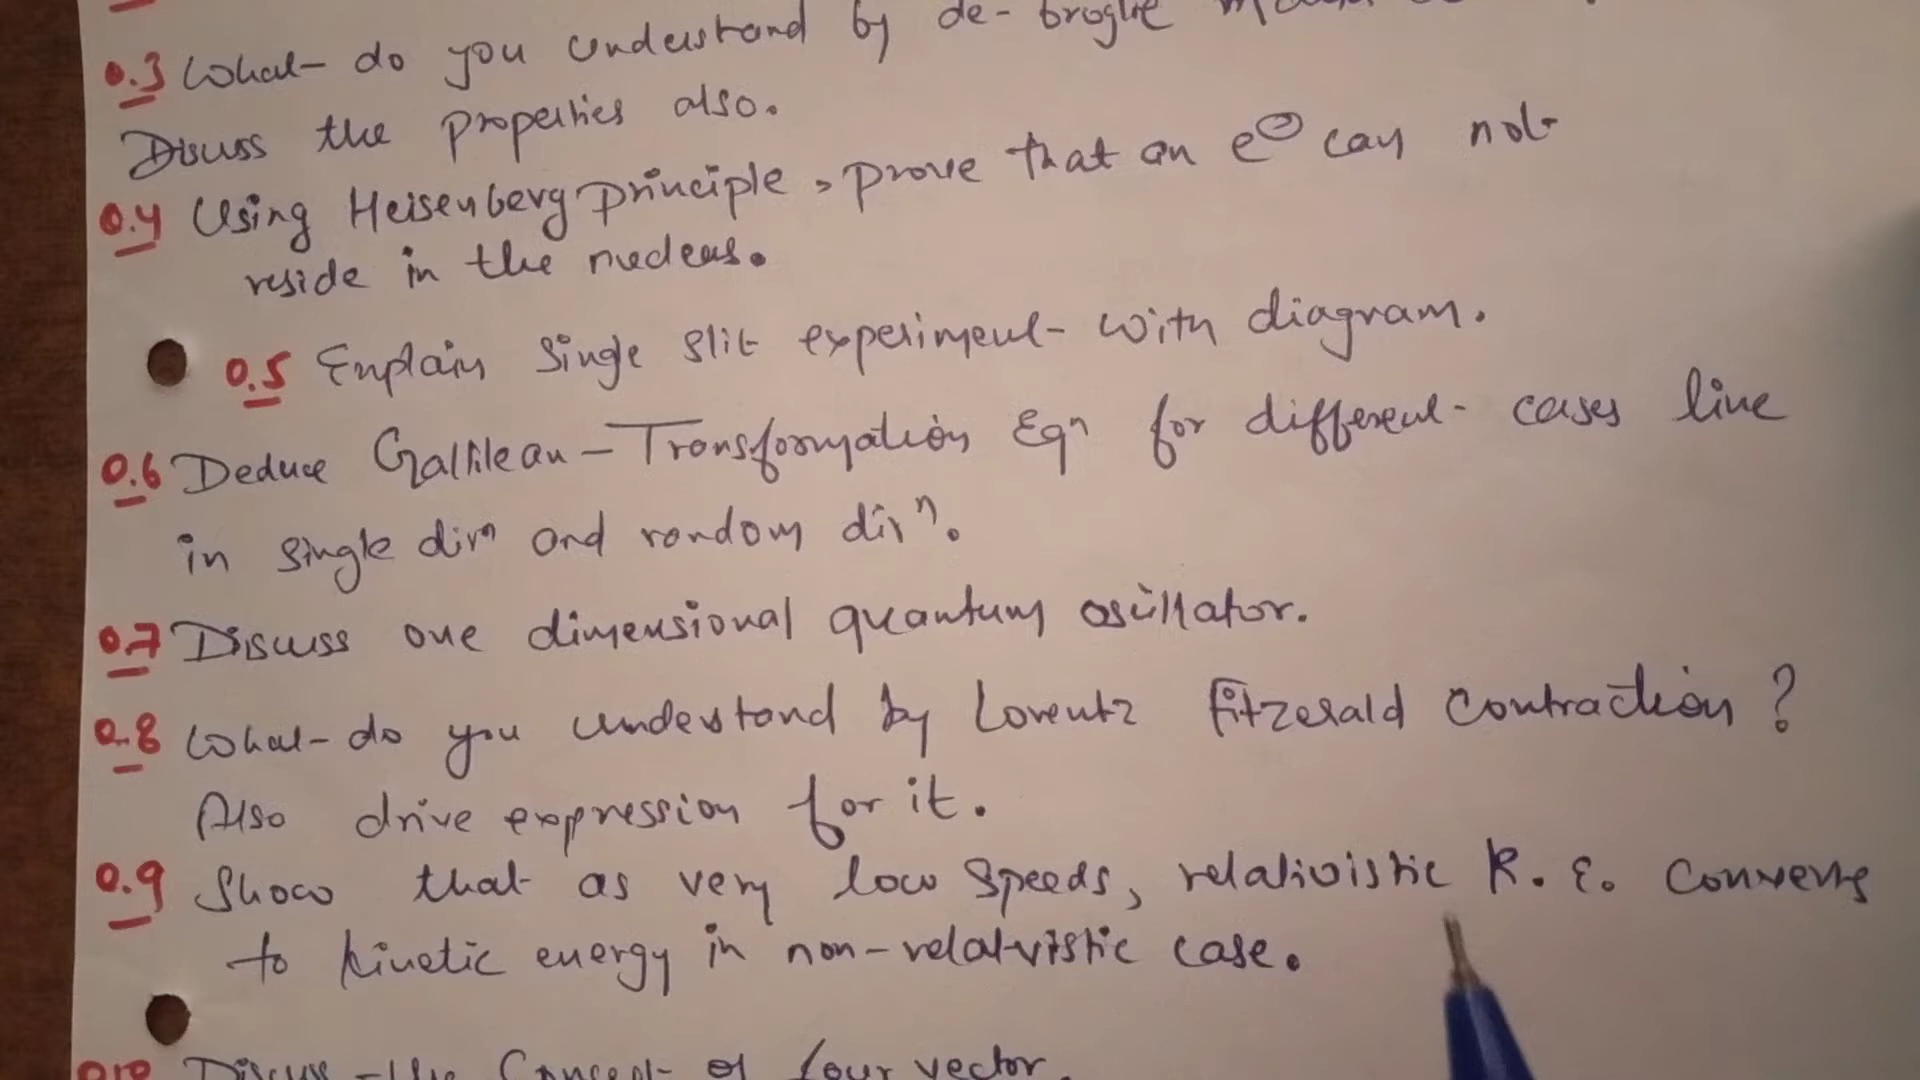 Q.3 What do you understand by de-broglie
Discuss the properties also.
Q.4 Using Heisenberg principle, prove that an e⊖ can not
reside in the nucleus.
Q.5 Explain Single slit experiment with diagram.
Q.6 Deduce Gallilean-Transformation Eqn for different cases like
in single dirn and random dirn.
Q.7 Discuss one dimensional quantum oscillator.
Q.8 What do you understand by Lorentz Fitzerald Contraction?
Also drive expression for it.
Q.9 Show that as very low speeds, relativistic K.E. Converts
to kinetic energy in non-relatvistic case.
Q.10 Discuss the Concept of four vector.